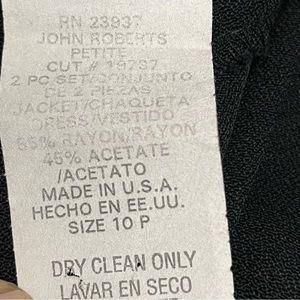 RN 23937
JOHN ROBERTS
PETITE
CUT # 19737
2 PC SET/CONJUNTO
DE 2 PIEZAS
JACKET/CHAQUETA
DRESS/VESTIDO
55% RAYON/RAYON
45% ACETATE
/ACETATO
MADE IN U.S.A.
HECHO EN EE.UU.
SIZE 10 P
DRY CLEAN ONLY
LAVAR EN SECO